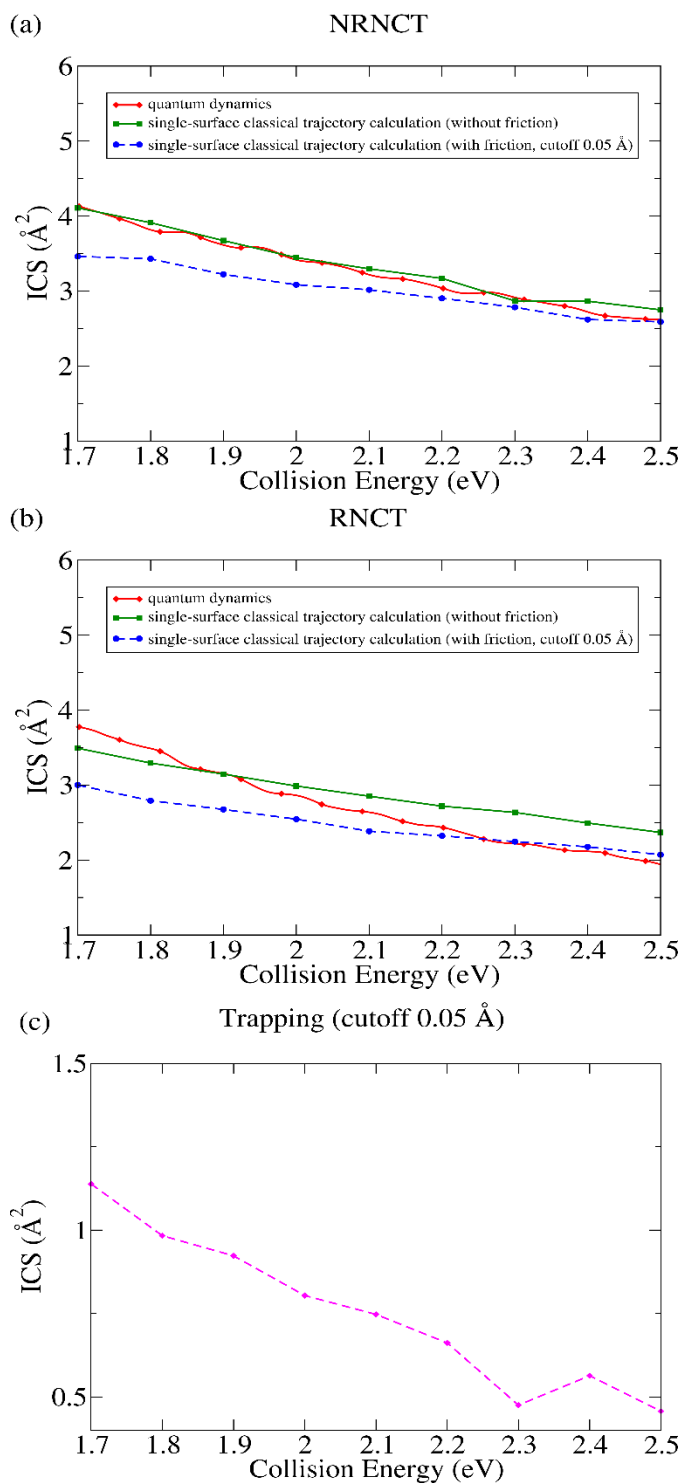 (a) NRNCT
6
quantum dynamics
single-surface classical trajectory calculation (without friction)
single-surface classical trajectory calculation (with friction, cutoff 0.05 Å)
5
4
ICS (Å²)
3
2
1
1.7 1.8 1.9 2 2.1 2.2 2.3 2.4 2.5
Collision Energy (eV)
(b) RNCT
6
quantum dynamics
single-surface classical trajectory calculation (without friction)
single-surface classical trajectory calculation (with friction, cutoff 0.05 Å)
5
4
ICS (Å²)
3
2
1
1.7 1.8 1.9 2 2.1 2.2 2.3 2.4 2.5
Collision Energy (eV)
(c) Trapping (cutoff 0.05 Å)
1.5
ICS (Å²)
1
0.5
1.7 1.8 1.9 2 2.1 2.2 2.3 2.4 2.5
Collision Energy (eV)